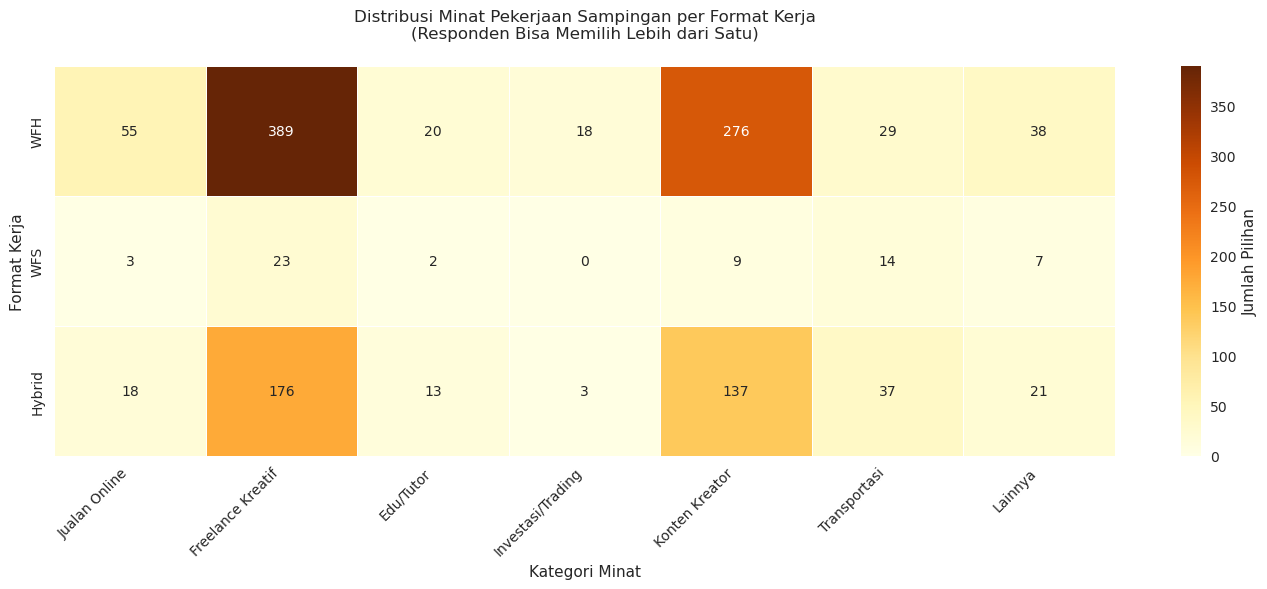 Distribusi Minat Pekerjaan Sampingan per Format Kerja
(Responden Bisa Memilih Lebih dari Satu)
Format Kerja
WFH
55
389
20
18
276
29
38
WFS
3
23
2
0
9
14
7
Hybrid
18
176
13
3
137
37
21
Jualan Online
Freelance Kreatif
Edu/Tutor
Investasi/Trading
Konten Kreator
Transportasi
Lainnya
Kategori Minat
350
300
250
200
150
100
50
0
Jumlah Pilihan